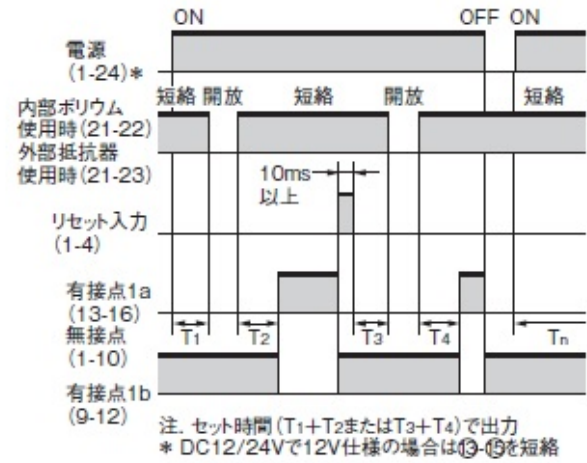 ON OFF ON
電源
(1-24)*
短絡 開放 短絡 開放 短絡
内部ボリウム
使用時(21-22)
外部抵抗器
使用時(21-23)
10ms
以上
リセット入力
(1-4)
有接点1a
(13-16)
無接点
(1-10)
T1 T2 T3 T4 Tn
有接点1b
(9-12)
注. セット時間(T1+T2またはT3+T4)で出力
* DC12/24Vで12V仕様の場合は⑬-⑮を短絡